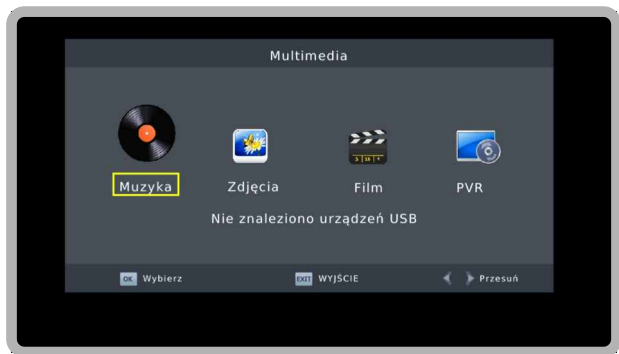 Multimedia
Muzyka Zdjęcia Film PVR
Nie znaleziono urządzeń USB
OK Wybierz EXIT WYJŚCIE Przesuń